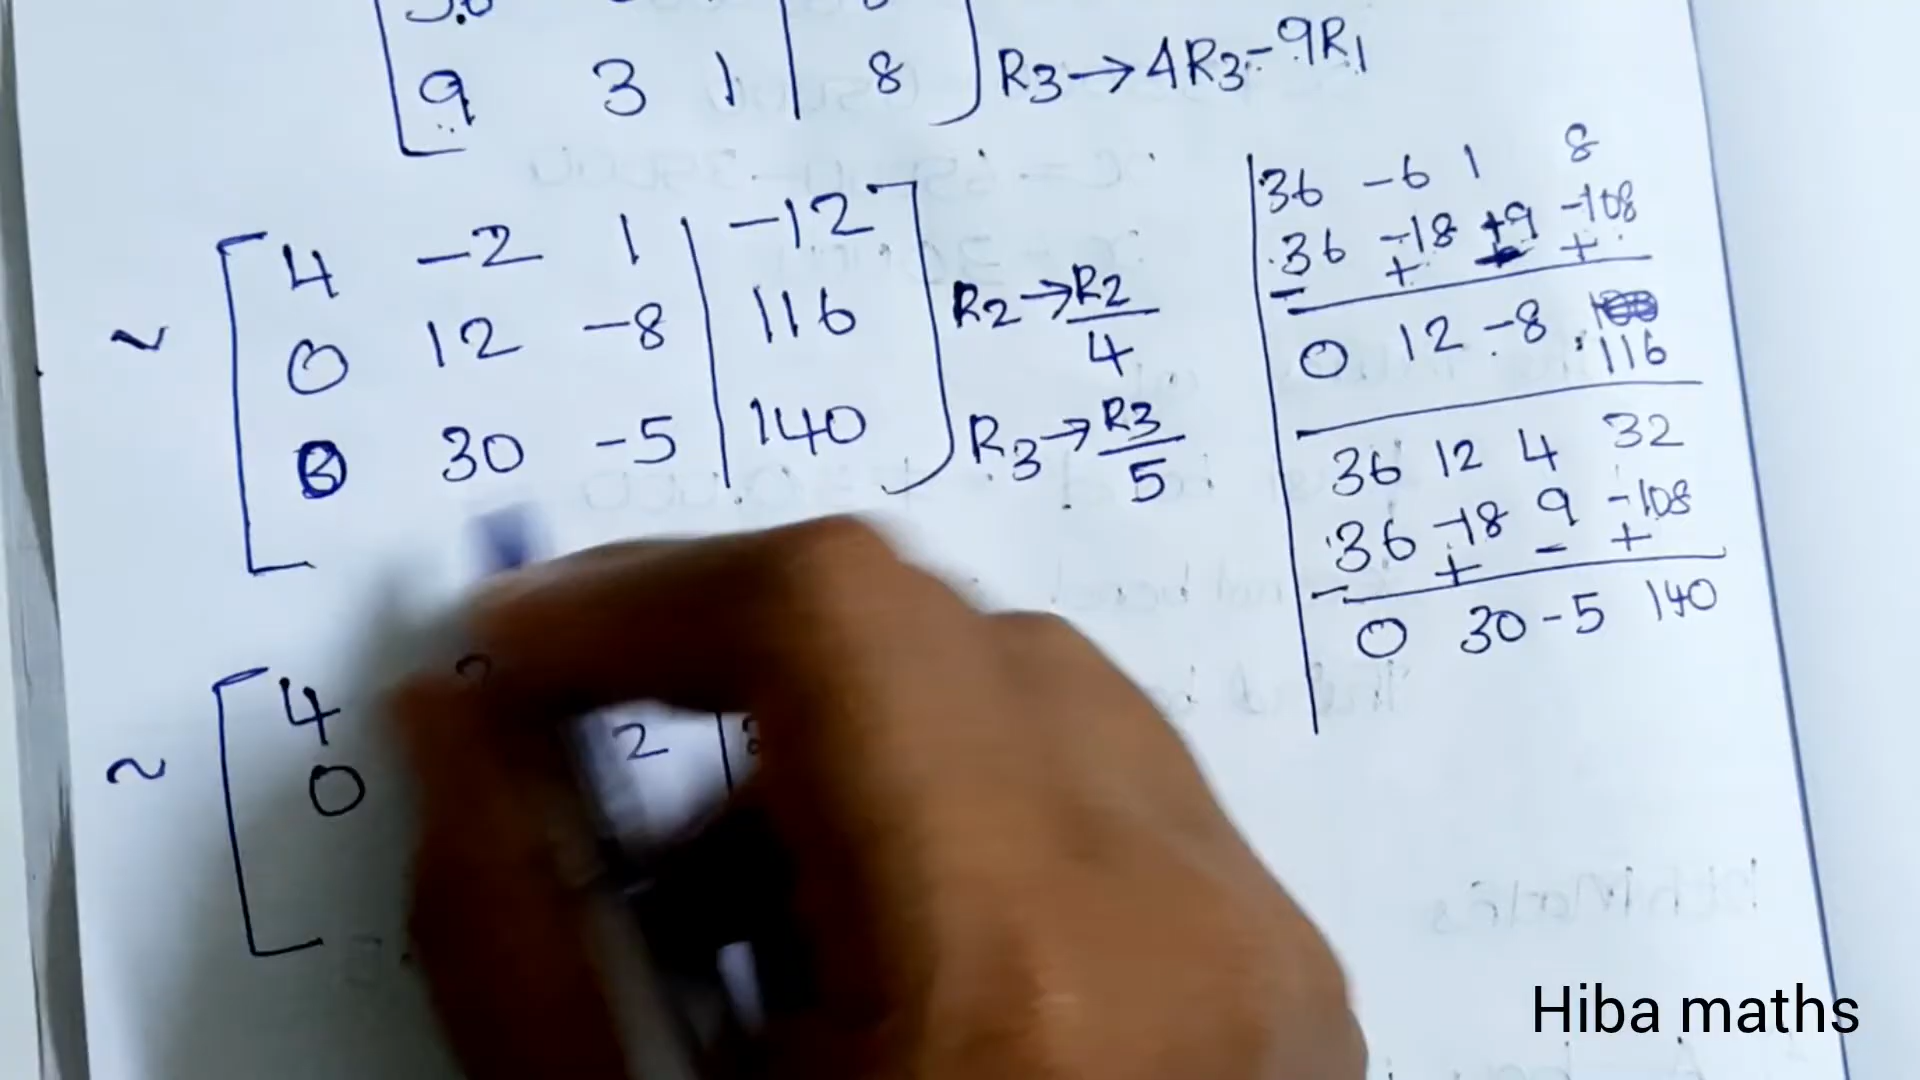 9 3 1 | 8 R3→4R3-9R1
~ 4 -2 1 | -12
0 12 -8 | 116 R2→R2/4
0 30 -5 | 140 R3→R3/5
36 -6 1 8
36 -18 +9 -108
- + - +
0 12 -8 116
36 12 4 32
36 -18 9 -108
- + - +
0 30 -5 140
~ 4
0 2
Hiba maths